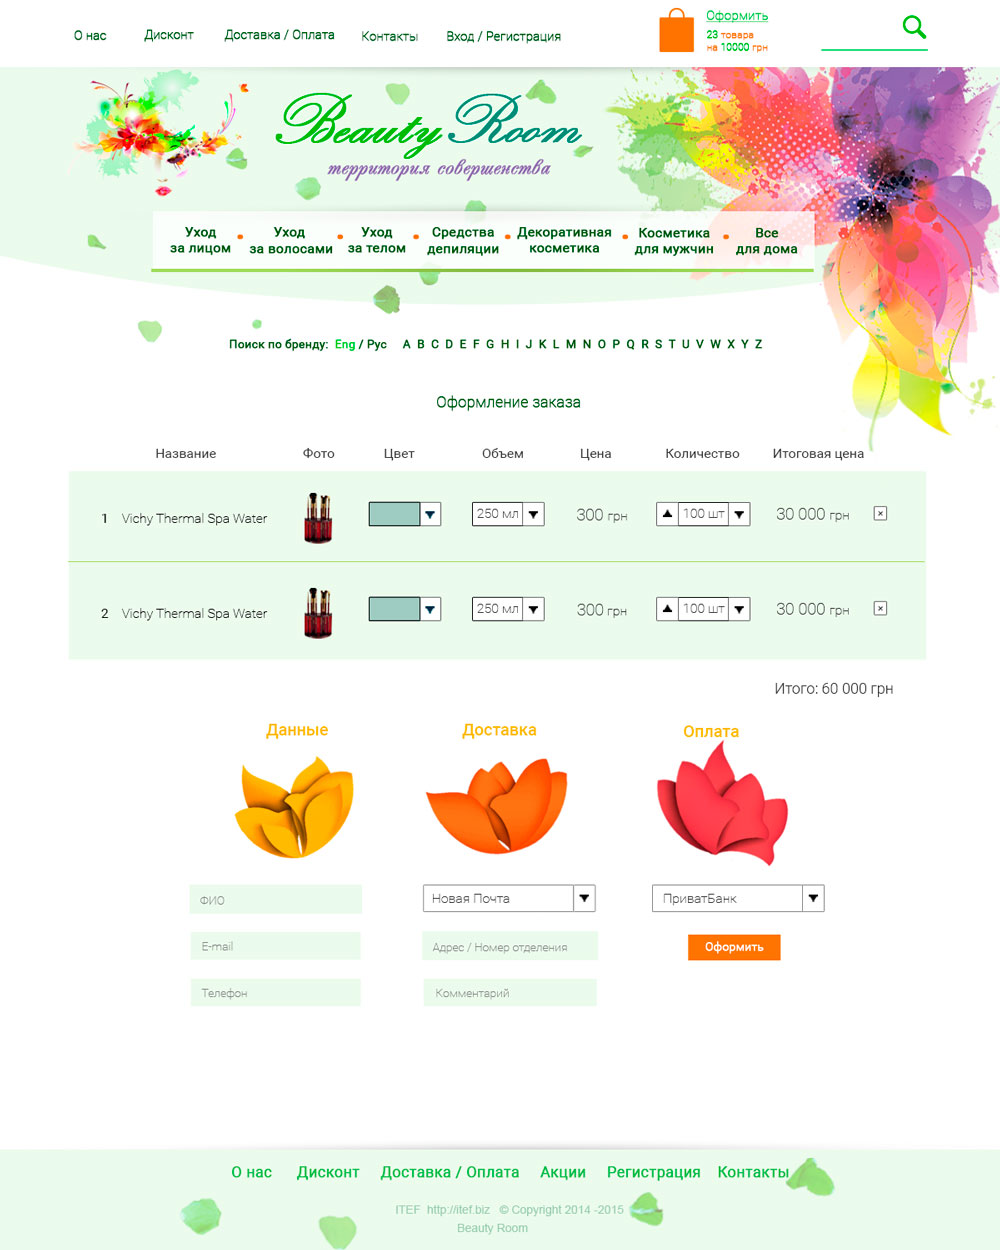 О нас Дисконт Доставка / Оплата Контакты Вход / Регистрация
Оформить
23 товара
на 10000 грн
Beauty Room
территория совершенства
Уход
за лицом
Уход
за волосами
Уход
за телом
Средства
депиляции
Декоративная
косметика
Косметика
для мужчин
Все
для дома
Поиск по бренду: Eng / Рус A B C D E F G H I J K L M N O P Q R S T U V W X Y Z
Оформление заказа
Название Фото Цвет Объем Цена Количество Итоговая цена
1 Vichy Thermal Spa Water 250 мл 300 грн 100 шт 30 000 грн
2 Vichy Thermal Spa Water 250 мл 300 грн 100 шт 30 000 грн
Итого: 60 000 грн
Данные Доставка Оплата
ФИО Новая Почта ПриватБанк
E-mail Адрес / Номер отделения Оформить
Телефон Комментарий
О нас Дисконт Доставка / Оплата Акции Регистрация Контакты
ITEF http://itef.biz © Copyright 2014 -2015
Beauty Room